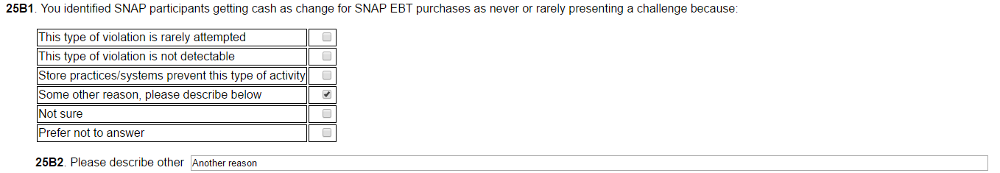 25B1. You identified SNAP participants getting cash as change for SNAP EBT purchases as never or rarely presenting a challenge because:
This type of violation is rarely attempted
This type of violation is not detectable
Store practices/systems prevent this type of activity
Some other reason, please describe below
Not sure
Prefer not to answer
25B2. Please describe other Another reason